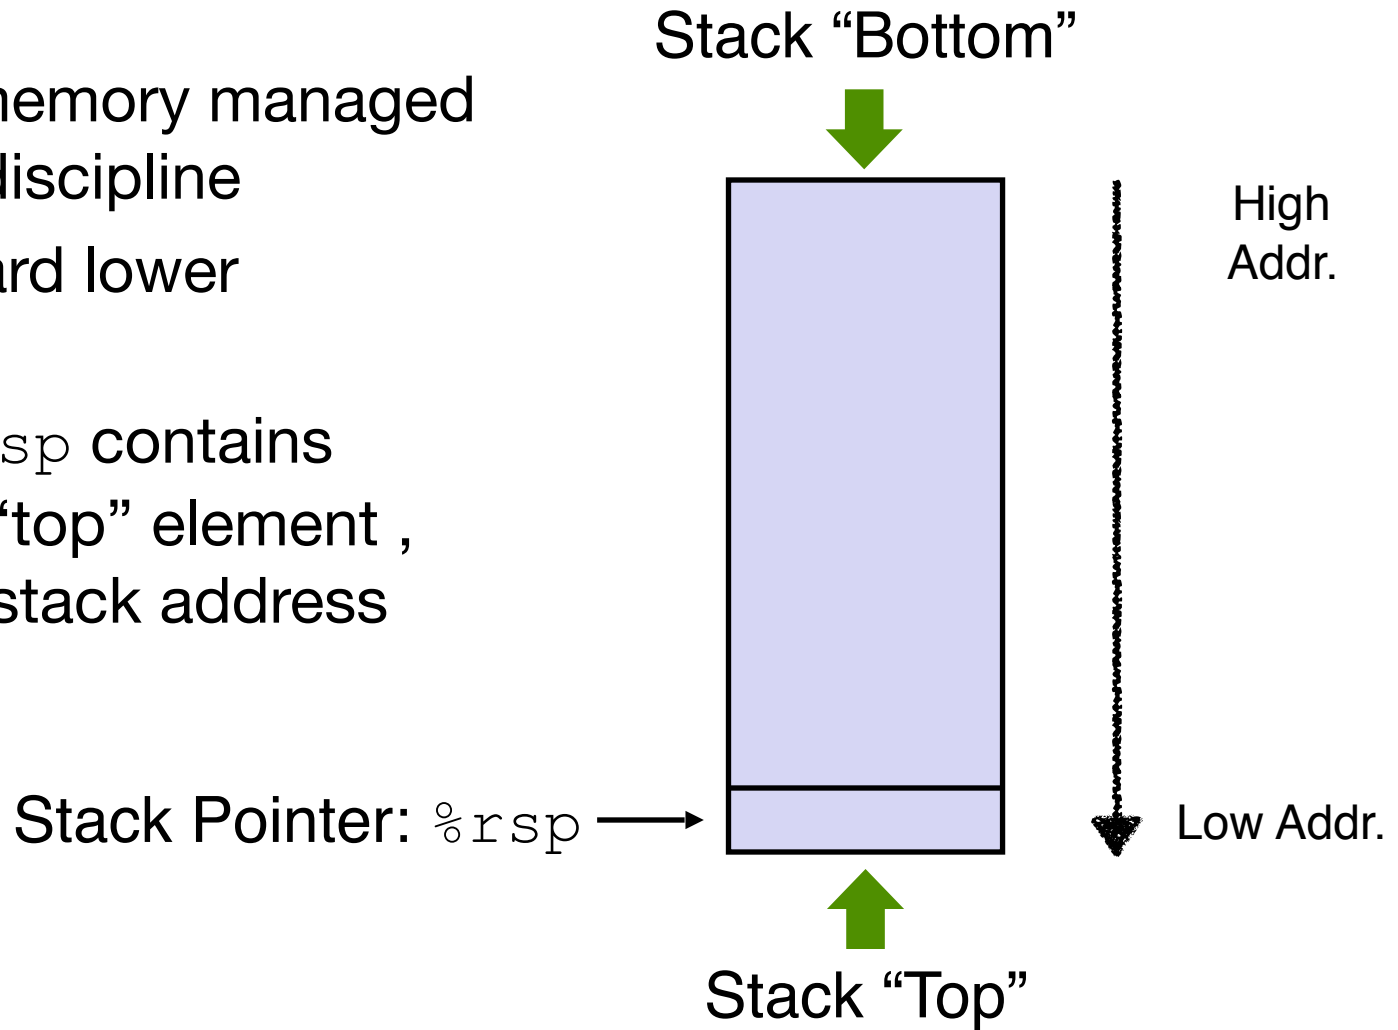 Stack “Bottom”
memory managed
discipline
ard lower
sp contains
“top” element ,
stack address
High
Addr.
Stack Pointer: %rsp
Low Addr.
Stack “Top”